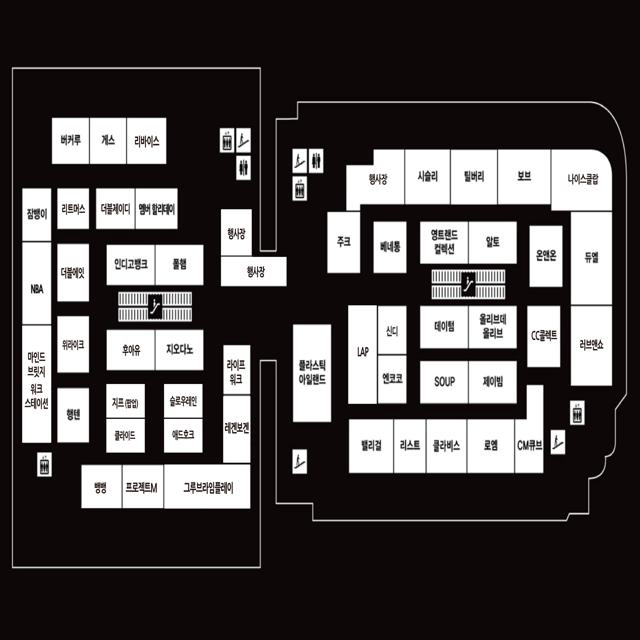 버커루
게스
리바이스
잠뱅이
리트머스
더블제이디
멤버 할리데이
행사장
행사장
NBA
더블에잇
인디고뱅크
폴햄
마인드
브릿지
워크
스테이션
위라이크
후아유
지오다노
라이프
워크
행텐
지프 (팝업)
슬로우레인
클라이드
애드호크
레겐보겐
뱅뱅
프로젝트M
그루브라임플레이
행사장
시슬리
틸버리
보브
나이스클랍
주크
베네통
영트랜드
컬렉션
알토
온앤온
듀엘
플라스틱
아일랜드
LAP
신디
엔코코
데이텀
올리브데
올리브
CC콜렉트
러브앤쇼
SOUP
제이빔
밸리걸
리스트
클라비스
로엠
CM큐브